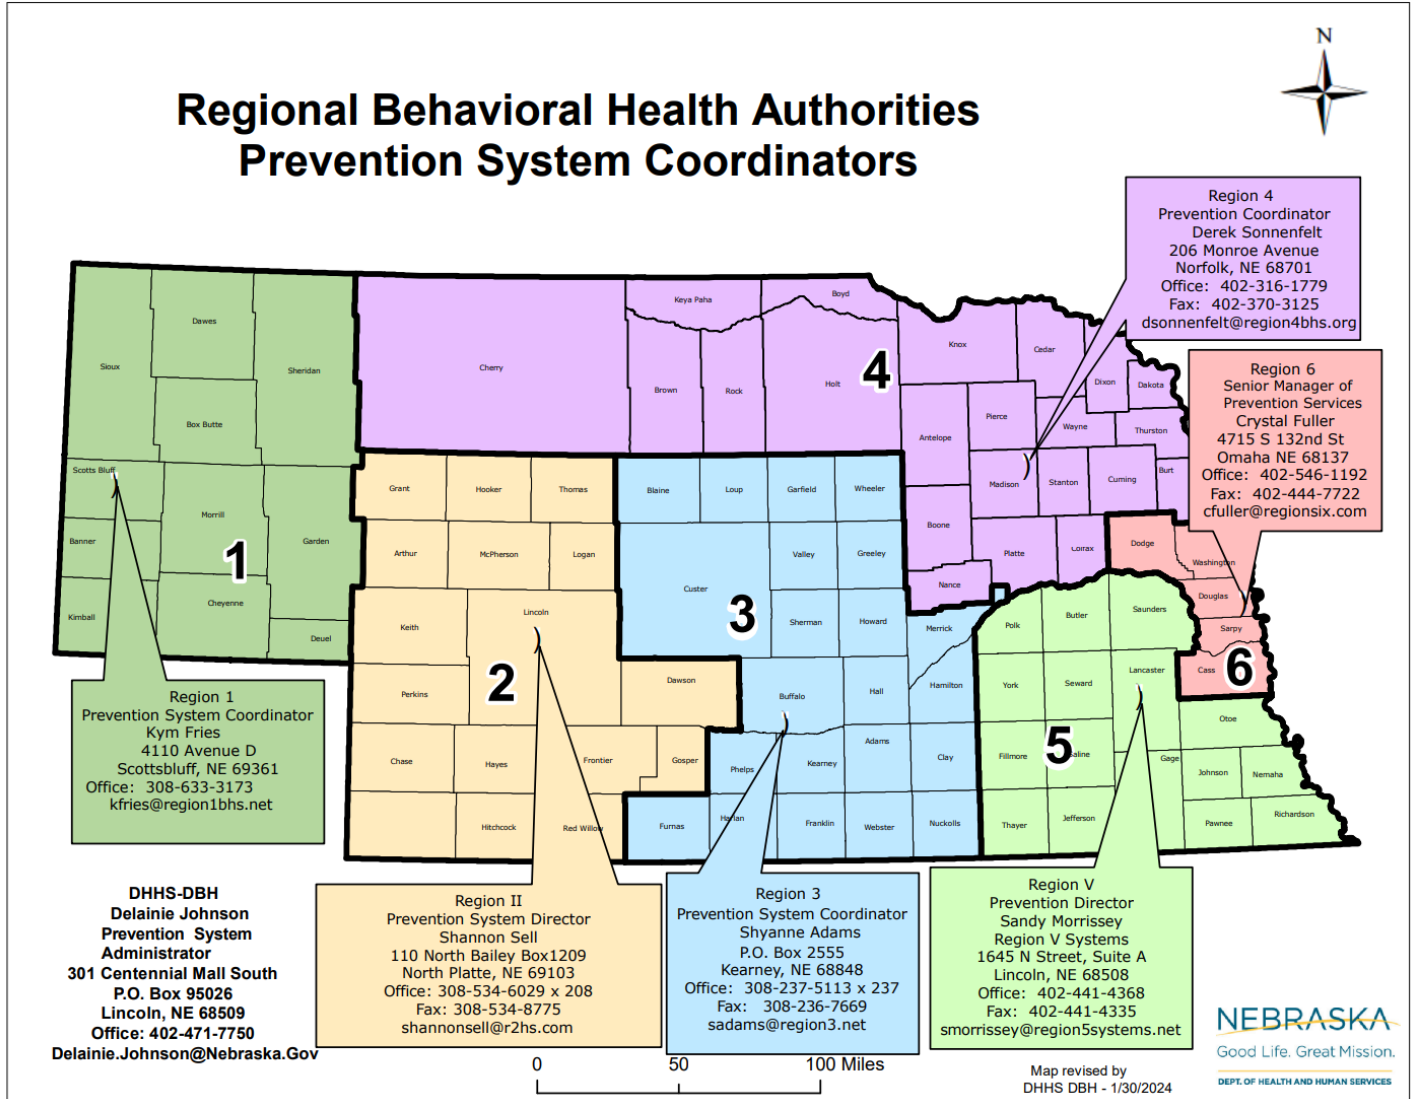 N
Regional Behavioral Health Authorities
Prevention System Coordinators
Region 4
Prevention Coordinator
Derek Sonnenfelt
206 Monroe Avenue
Norfolk, NE 68701
Office: 402-316-1779
Fax: 402-370-3125
dsonnenfelt@region4bhs.org
Region 6
Senior Manager of
Prevention Services
Crystal Fuller
4715 S 132nd St
Omaha NE 68137
Office: 402-546-1192
Fax: 402-444-7722
cfuller@regionsix.com
Sioux
Dawes
Sheridan
Box Butte
Scotts Bluff
Morrill
Garden
Banner
Kimball
Cheyenne
Deuel
1
Cherry
Keya Paha
Boyd
Brown
Rock
Holt
4
Knox
Cedar
Dixon
Dakota
Antelope
Pierce
Wayne
Thurston
Madison
Stanton
Cuming
Burt
Boone
Platte
Colfax
Nance
Grant
Hooker
Thomas
Arthur
McPherson
Logan
Keith
Lincoln
Perkins
2
Dawson
Chase
Hayes
Frontier
Gosper
Hitchcock
Red Willow
Blaine
Loup
Garfield
Wheeler
Custer
Valley
Greeley
3
Sherman
Howard
Merrick
Buffalo
Hall
Hamilton
Phelps
Kearney
Adams
Clay
Furnas
Harlan
Franklin
Webster
Nuckolls
Polk
Butler
Saunders
York
Seward
Lancaster
Fillmore
5
Saline
Gage
Otoe
Johnson
Nemaha
Thayer
Jefferson
Pawnee
Richardson
Dodge
Washington
Douglas
Sarpy
Cass
6
Region 1
Prevention System Coordinator
Kym Fries
4110 Avenue D
Scottsbluff, NE 69361
Office: 308-633-3173
kfries@region1bhs.net
DHHS-DBH
Delainie Johnson
Prevention System
Administrator
301 Centennial Mall South
P.O. Box 95026
Lincoln, NE 68509
Office: 402-471-7750
Delainie.Johnson@Nebraska.Gov
Region II
Prevention System Director
Shannon Sell
110 North Bailey Box1209
North Platte, NE 69103
Office: 308-534-6029 x 208
Fax: 308-534-8775
shannonsell@r2hs.com
Region 3
Prevention System Coordinator
Shyanne Adams
P.O. Box 2555
Kearney, NE 68848
Office: 308-237-5113 x 237
Fax: 308-236-7669
sadams@region3.net
Region V
Prevention Director
Sandy Morrissey
Region V Systems
1645 N Street, Suite A
Lincoln, NE 68508
Office: 402-441-4368
Fax: 402-441-4335
smorrissey@region5systems.net
0 50 100 Miles
Map revised by
DHHS DBH - 1/30/2024
NEBRASKA
Good Life. Great Mission.
DEPT. OF HEALTH AND HUMAN SERVICES